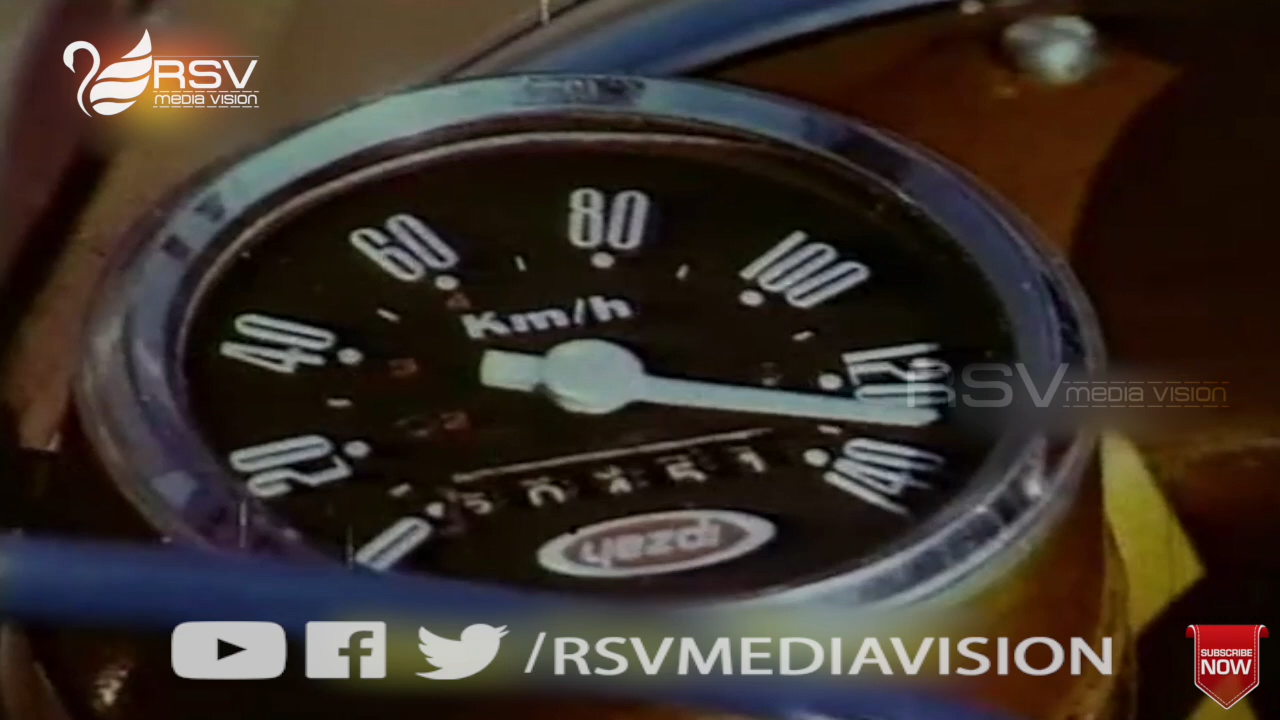 RSV
media vision
80
60
100
Km/h
40
120
RSV media vision
20
140
0
yezdi
/RSVMEDIAVISION
SUBSCRIBE
NOW